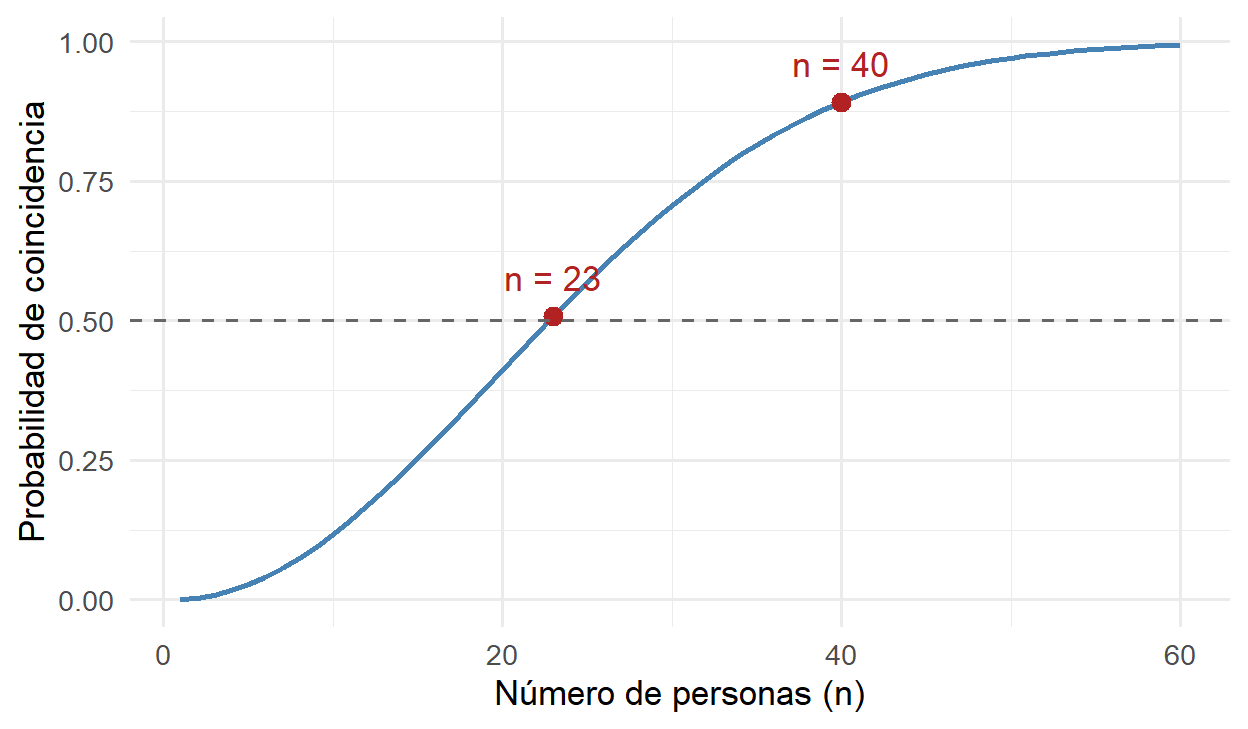 1.00
n = 40
0.75
n = 23
0.50
0.25
0.00
0 20 40 60
Número de personas (n)
Probabilidad de coincidencia